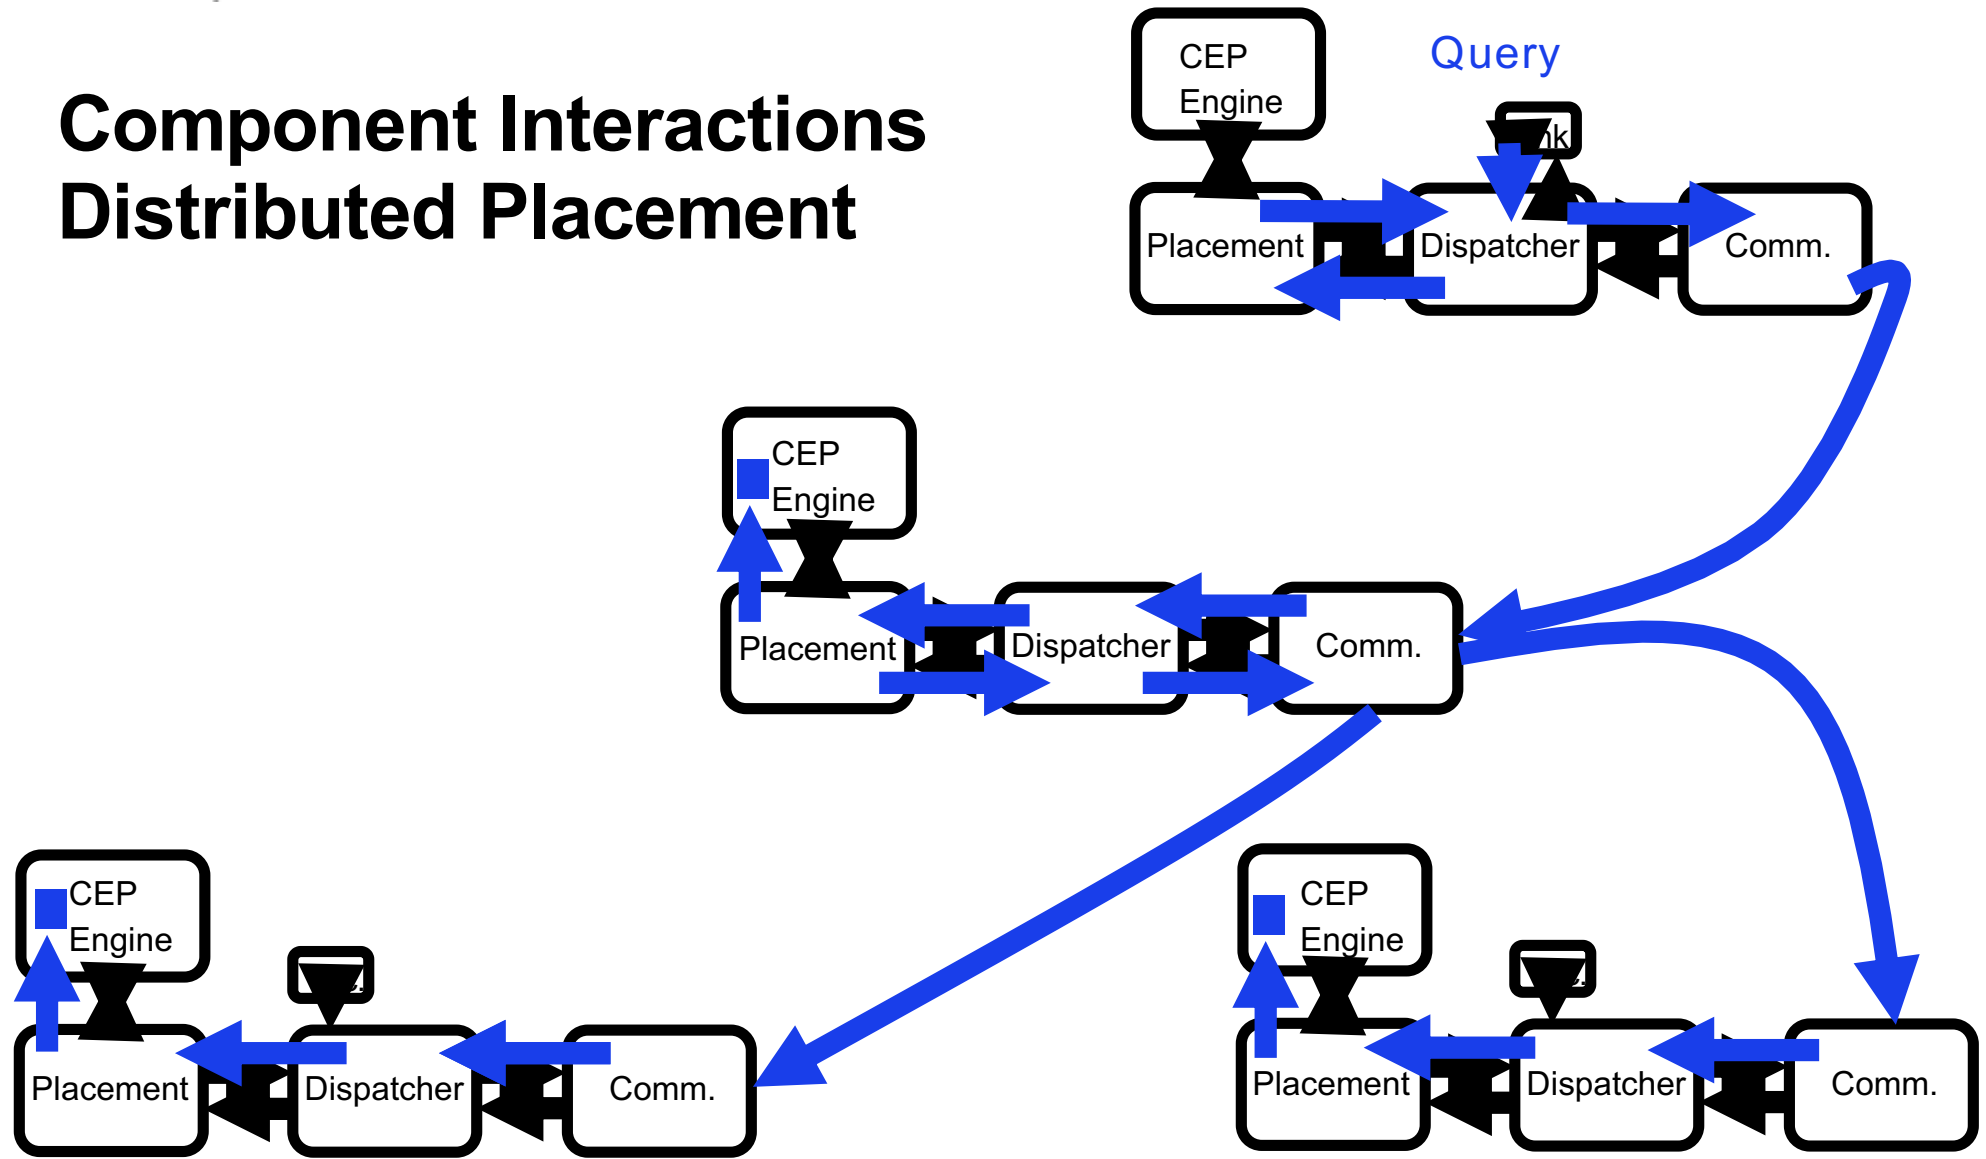 Component Interactions
Distributed Placement
Query
CEP
Engine
Placement
Dispatcher
Comm.
CEP
Engine
Placement
Dispatcher
Comm.
CEP
Engine
Placement
Dispatcher
Comm.
CEP
Engine
Placement
Dispatcher
Comm.